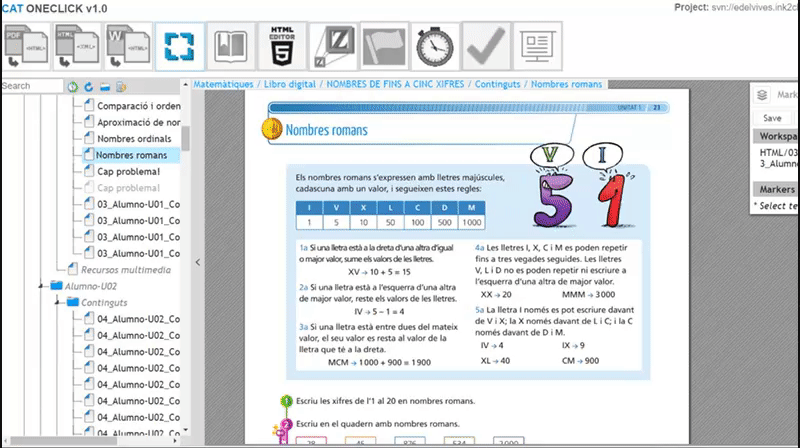 CAT ONECLICK v1.0
Project: svn://edelvives.ink2c
PDF HTML
HTML HTML
W HTML
HTML
EDITOR
5
Z
Z
Search
Matemàtiques / Libro digital / NOMBRES DE FINS A CINC XIFRES / Continguts / Nombres romans
Comparació i orden
Aproximació de nor
Nombres ordinals
Nombres romans
Cap problema!
Cap problema!
03_Alumno-U01_Co
03_Alumno-U01_Co
03_Alumno-U01_Co
03_Alumno-U01_Co
Recursos multimedia
Alumno-U02
Continguts
04_Alumno-U02_Co
04_Alumno-U02_Co
04_Alumno-U02_Co
04_Alumno-U02_Co
04_Alumno-U02_Co
04_Alumno-U02_Co
04_Alumno-U02_Co
04_Alumno-U02_Co
UNITAT 1 23
Nombres romans
V I
5 1
Els nombres romans s'expressen amb lletres majúscules,
cadascuna amb un valor, i segueixen estes regles:
I V X L C D M
1 5 10 50 100 500 1000
1a Si una lletra està a la dreta d'una altra d'igual
o major valor, sume els valors de les lletres.
XV → 10 + 5 = 15
2a Si una lletra està a l'esquerra d'una altra
de major valor, reste els valors de les lletres.
IV → 5 – 1 = 4
3a Si una lletra està entre dues del mateix
valor, el seu valor es resta al valor de la
lletra que té a la dreta.
MCM → 1000 + 900 = 1900
4a Les lletres I, X, C i M es poden repetir
fins a tres vegades seguides. Les lletres
V, L i D no es poden repetir ni escriure a
l'esquerra d'una altra de major valor.
XX → 20 MMM → 3000
5a La lletra I només es pot escriure davant
de V i X; la X només davant de L i C; i la C
només davant de D i M.
IV → 4 IX → 9
XL → 40 CM → 900
1 Escriu les xifres de l'1 al 20 en nombres romans.
2 Escriu en el quadern amb nombres romans.
Mark
Save
Workspa
HTML/03
3_Alumno
Markers
* Select te